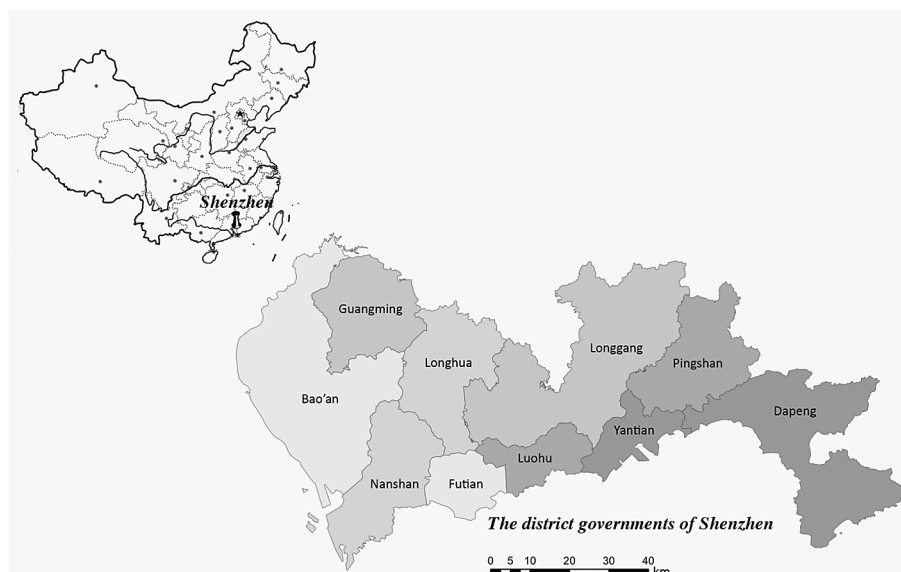 Shenzhen
Guangming
Longhua
Longgang
Pingshan
Bao'an
Dapeng
Yantian
Luohu
Nanshan
Futian
The district governments of Shenzhen
0 5 10 20 30 40
km